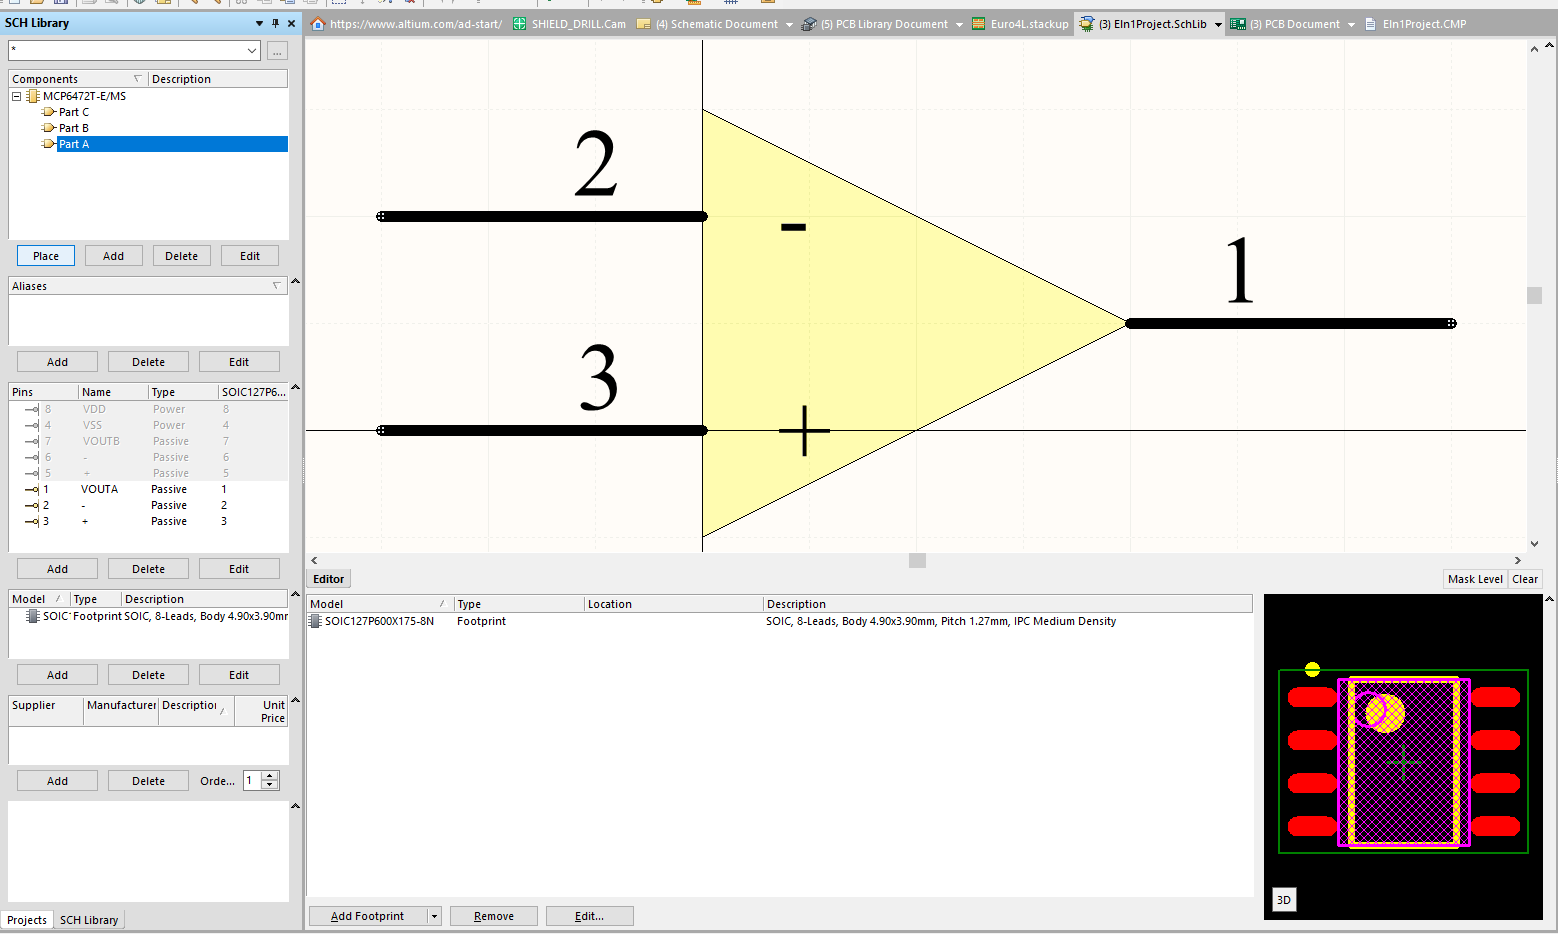 SCH Library
https://www.altium.com/ad-start/
SHIELD_DRILL.Cam
(4) Schematic Document
(5) PCB Library Document
Euro4L.stackup
(3) EIn1Project.SchLib
(3) PCB Document
EIn1Project.CMP
*
...
Components Description
MCP6472T-E/MS
Part C
Part B
Part A
Place Add Delete Edit
Aliases
Add Delete Edit
Pins Name Type SOIC127P6...
8 VDD Power 8
4 VSS Power 4
7 VOUTB Passive 7
6 - Passive 6
5 + Passive 5
1 VOUTA Passive 1
2 - Passive 2
3 + Passive 3
Add Delete Edit
Model Type Description
SOIC Footprint SOIC, 8-Leads, Body 4.90x3.90mm
Add Delete Edit
Supplier Manufacturer Description Unit Price
Add Delete Orde... 1
Projects SCH Library
2
-
3
+
1
Editor
Mask Level Clear
Model Type Location Description
SOIC127P600X175-8N Footprint SOIC, 8-Leads, Body 4.90x3.90mm, Pitch 1.27mm, IPC Medium Density
3D
Add Footprint Remove Edit...